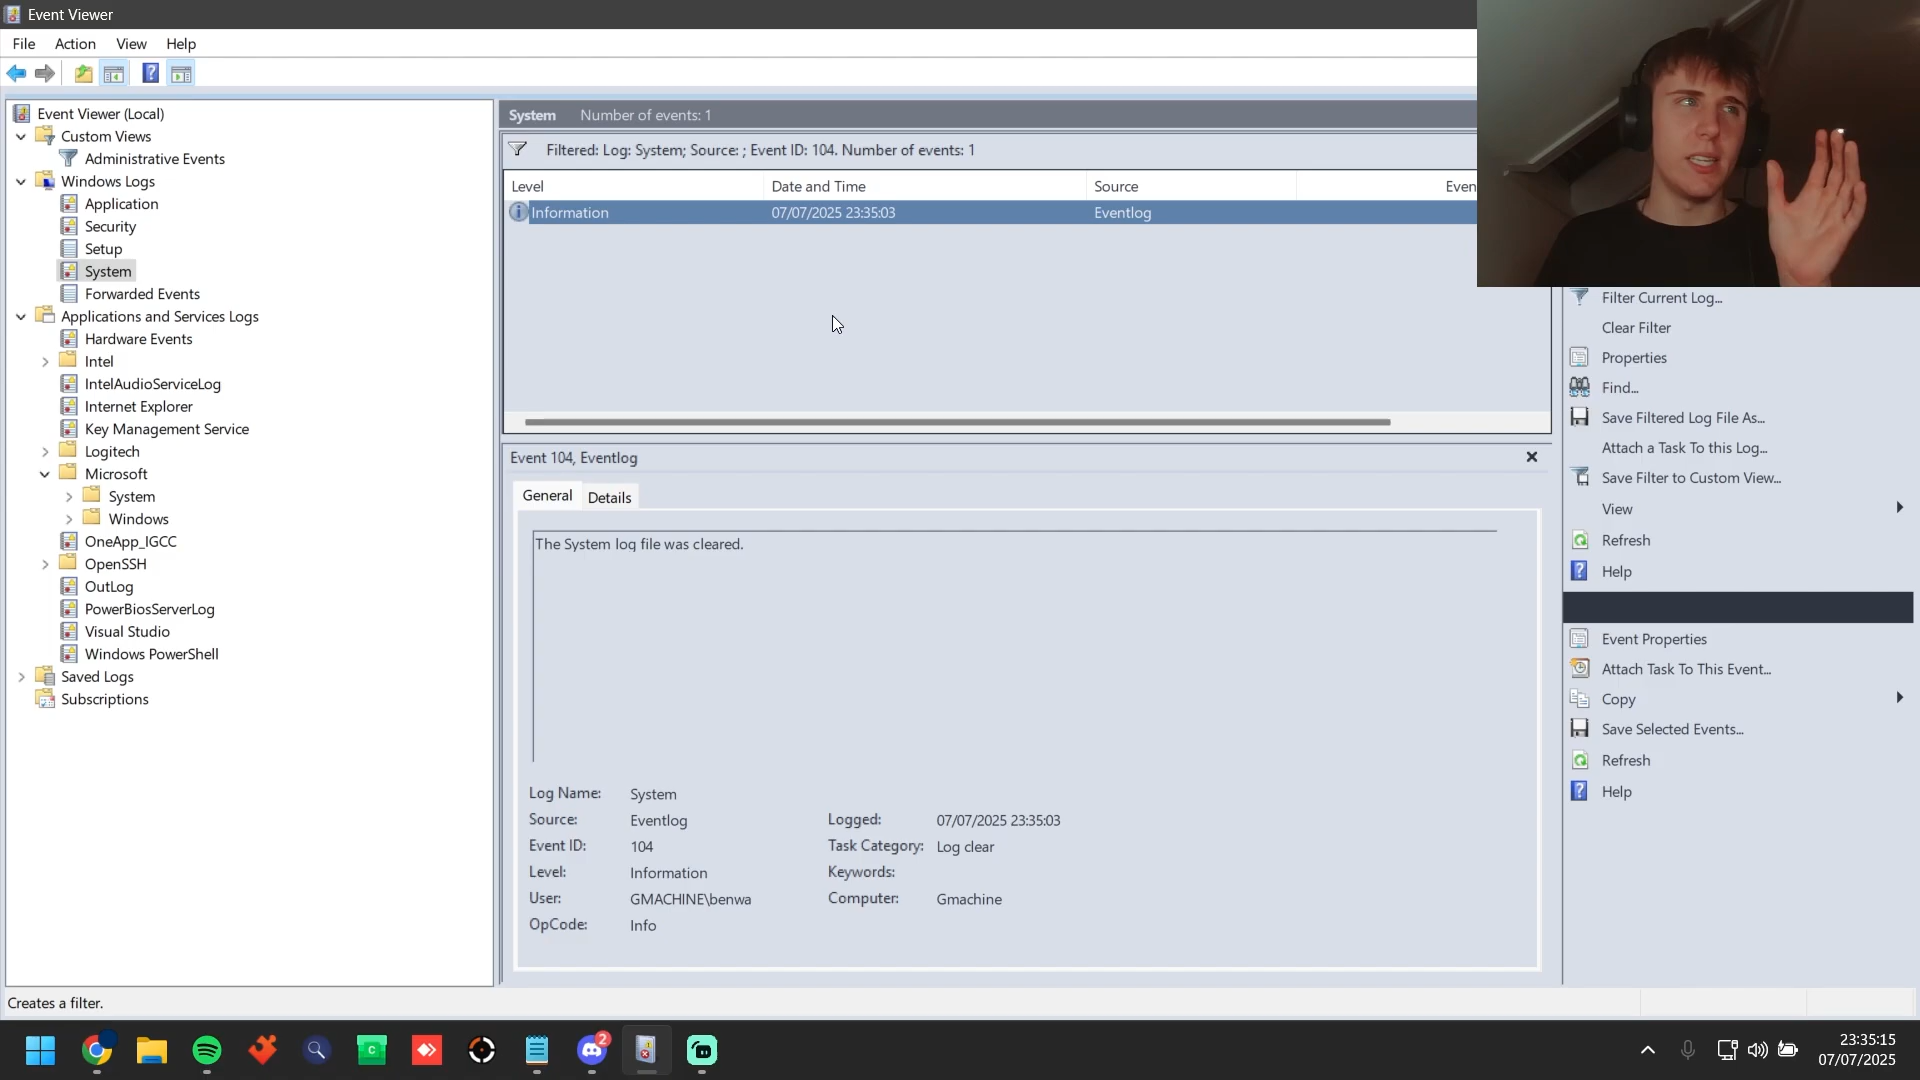 Event Viewer
File Action View Help
Event Viewer (Local)
Custom Views
Administrative Events
Windows Logs
Application
Security
Setup
System
Forwarded Events
Applications and Services Logs
Hardware Events
Intel
IntelAudioServiceLog
Internet Explorer
Key Management Service
Logitech
Microsoft
System
Windows
OneApp_IGCC
OpenSSH
OutLog
PowerBiosServerLog
Visual Studio
Windows PowerShell
Saved Logs
Subscriptions
System Number of events: 1
Filtered: Log: System; Source: ; Event ID: 104. Number of events: 1
Level Date and Time Source Even
Information 07/07/2025 23:35:03 Eventlog
Event 104, Eventlog
General Details
The System log file was cleared.
Log Name: System
Source: Eventlog Logged: 07/07/2025 23:35:03
Event ID: 104 Task Category: Log clear
Level: Information Keywords:
User: GMACHINE\benwa Computer: Gmachine
OpCode: Info
Filter Current Log...
Clear Filter
Properties
Find...
Save Filtered Log File As...
Attach a Task To this Log...
Save Filter to Custom View...
View
Refresh
Help
Event Properties
Attach Task To This Event...
Copy
Save Selected Events...
Refresh
Help
Creates a filter.
2
23:35:15
07/07/2025